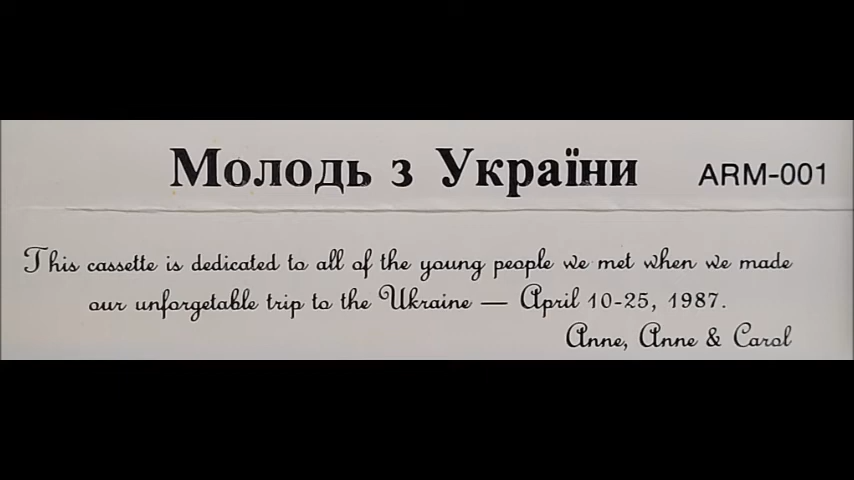 Молодь з України ARM-001
This cassette is dedicated to all of the young people we met when we made
our unforgetable trip to the Ukraine — April 10-25, 1987.
Anne, Anne & Carol